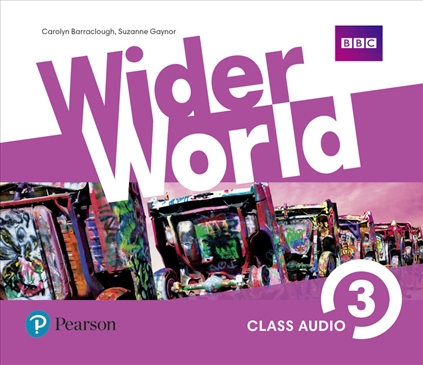 Carolyn Barraclough, Suzanne Gaynor
BBC
Wider
World
Pearson
CLASS AUDIO 3